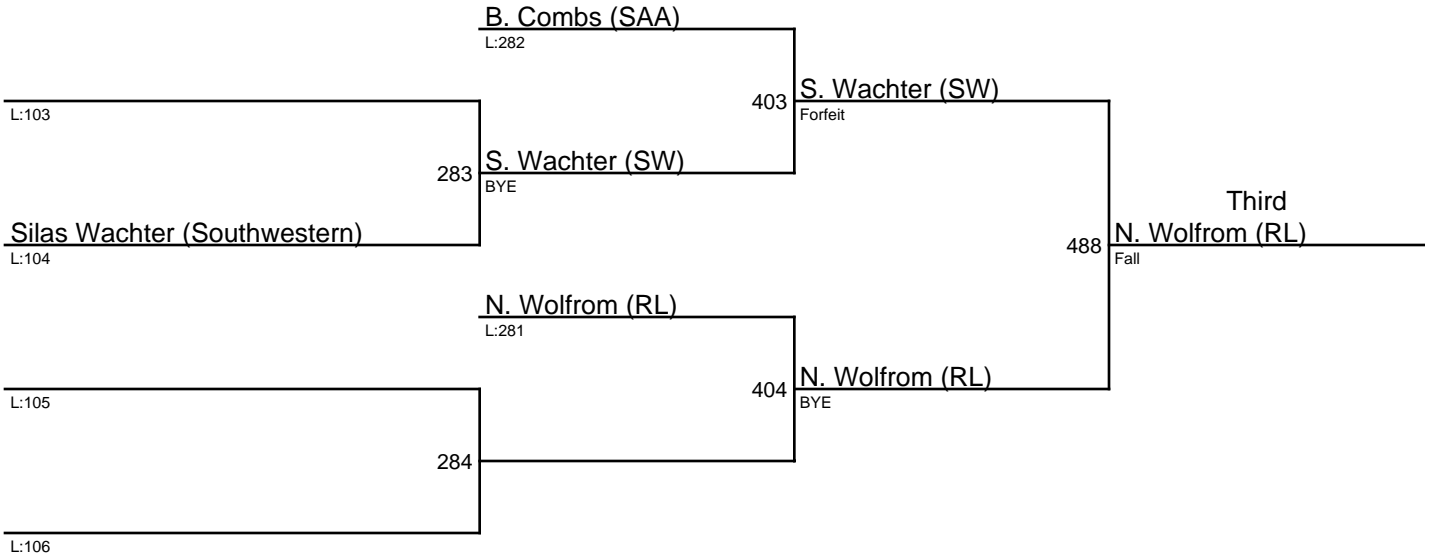 B. Combs (SAA)
L:282
L:103
403
S. Wachter (SW)
Forfeit
283
S. Wachter (SW)
BYE
Third
Silas Wachter (Southwestern)
L:104
488
N. Wolfrom (RL)
Fall
N. Wolfrom (RL)
L:281
L:105
404
N. Wolfrom (RL)
BYE
284
L:106